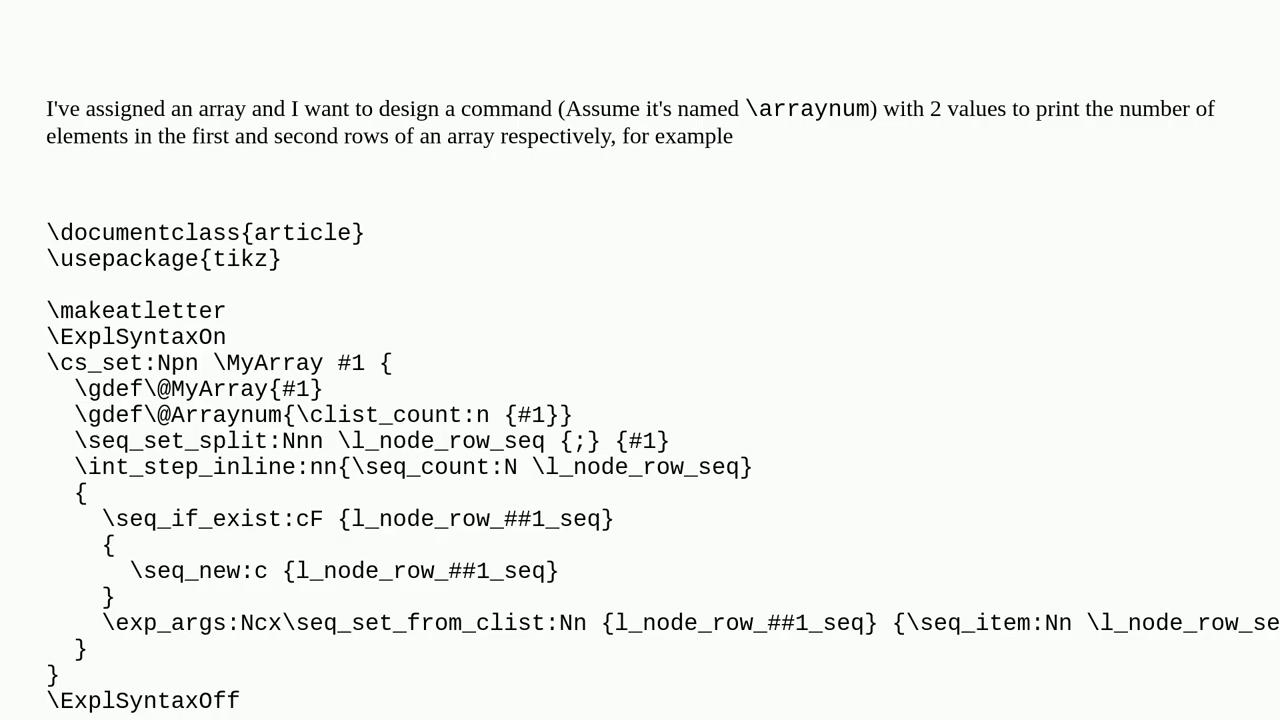 I've assigned an array and I want to design a command (Assume it's named \arraynum) with 2 values to print the number of
elements in the first and second rows of an array respectively, for example
\documentclass{article}
\usepackage{tikz}
\makeatletter
\ExplSyntaxOn
\cs_set:Npn \MyArray #1 {
  \gdef\@MyArray{#1}
  \gdef\@Arraynum{\clist_count:n {#1}}
  \seq_set_split:Nnn \l_node_row_seq {;} {#1}
  \int_step_inline:nn{\seq_count:N \l_node_row_seq}
  {
    \seq_if_exist:cF {l_node_row_##1_seq}
    {
      \seq_new:c {l_node_row_##1_seq}
    }
    \exp_args:Ncx\seq_set_from_clist:Nn {l_node_row_##1_seq} {\seq_item:Nn \l_node_row_se
  }
}
\ExplSyntaxOff